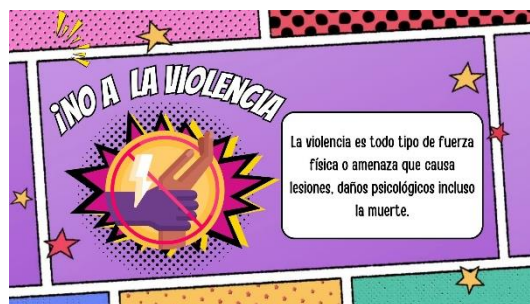 ¡NO A LA VIOLENCIA
La violencia es todo tipo de fuerza
física o amenaza que causa
lesiones, daños psicológicos incluso
la muerte.